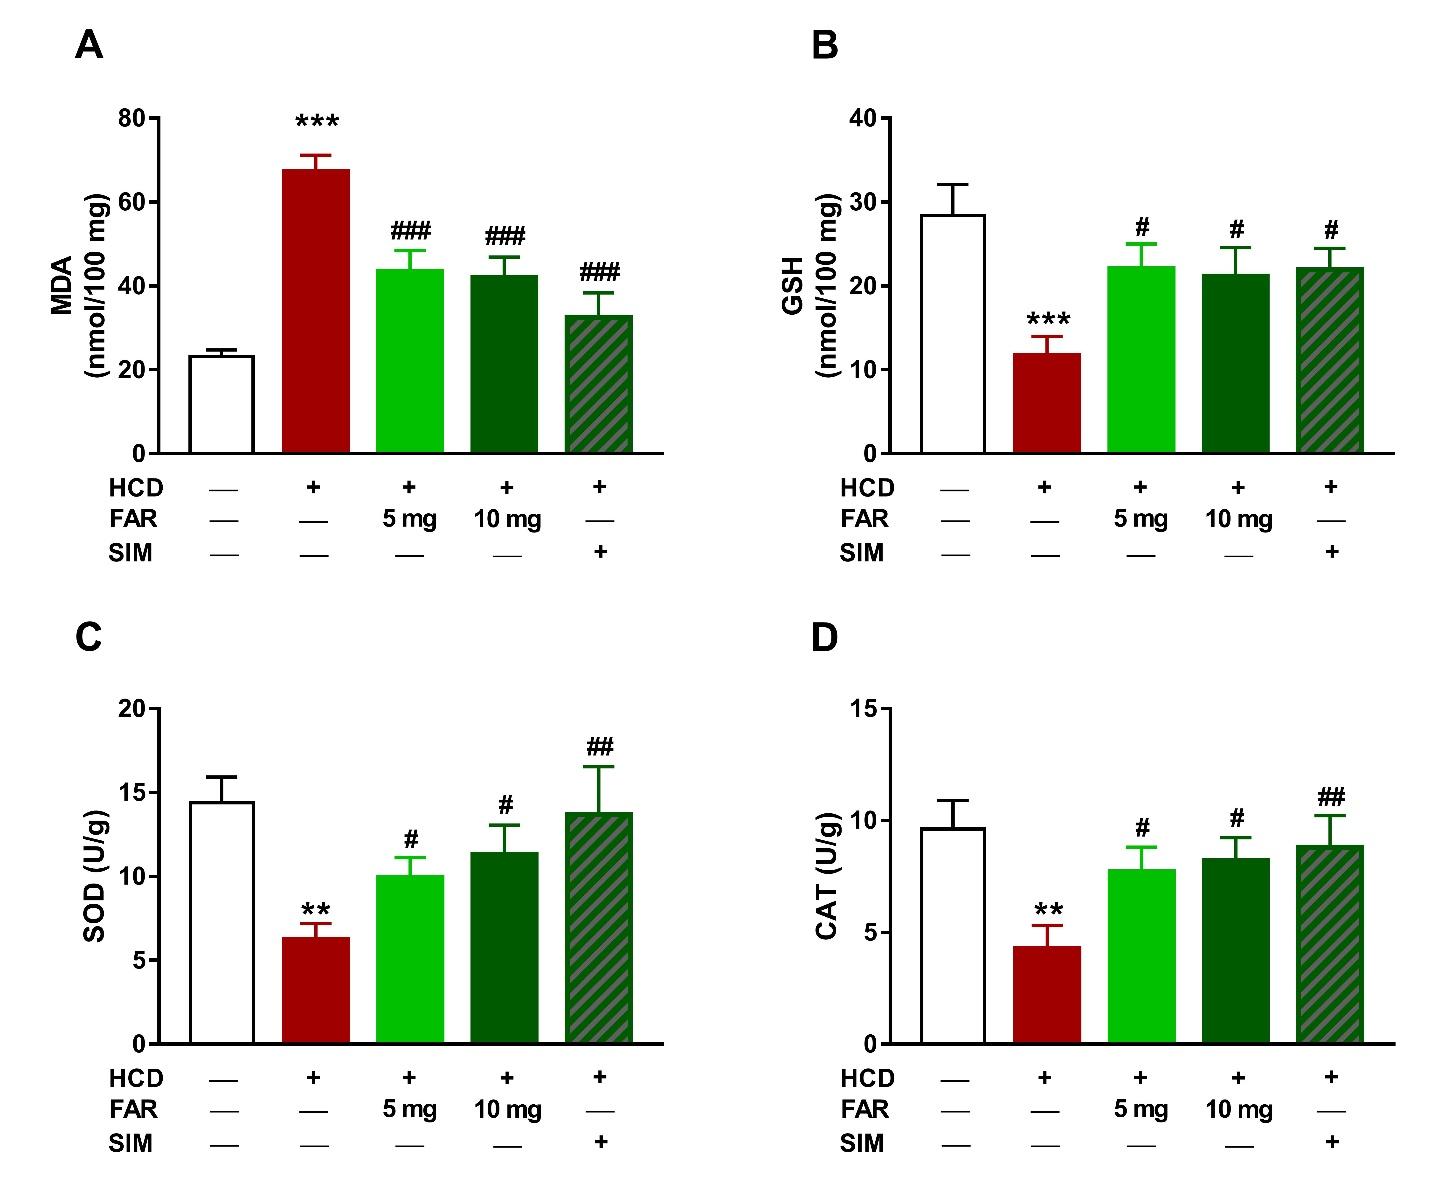 A
MDA
(nmol/100 mg)
80
60
40
20
0
***
###
###
###
HCD — + + + +
FAR — — 5 mg 10 mg —
SIM — — — — +
B
GSH
(nmol/100 mg)
40
30
20
10
0
***
#
#
#
HCD — + + + +
FAR — — 5 mg 10 mg —
SIM — — — — +
C
SOD (U/g)
20
15
10
5
0
**
#
#
##
HCD — + + + +
FAR — — 5 mg 10 mg —
SIM — — — — +
D
CAT (U/g)
15
10
5
0
**
#
#
##
HCD — + + + +
FAR — — 5 mg 10 mg —
SIM — — — — +